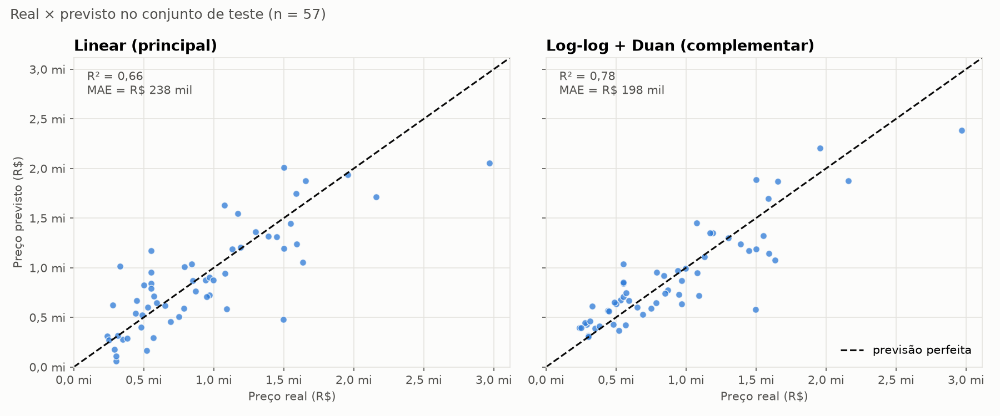 Real × previsto no conjunto de teste (n = 57)
Linear (principal)
R² = 0,66
MAE = R$ 238 mil
3,0 mi
2,5 mi
2,0 mi
1,5 mi
1,0 mi
0,5 mi
0,0 mi
Preço previsto (R$)
0,0 mi 0,5 mi 1,0 mi 1,5 mi 2,0 mi 2,5 mi 3,0 mi
Preço real (R$)
Log-log + Duan (complementar)
R² = 0,78
MAE = R$ 198 mil
previsão perfeita
0,0 mi 0,5 mi 1,0 mi 1,5 mi 2,0 mi 2,5 mi 3,0 mi
Preço real (R$)